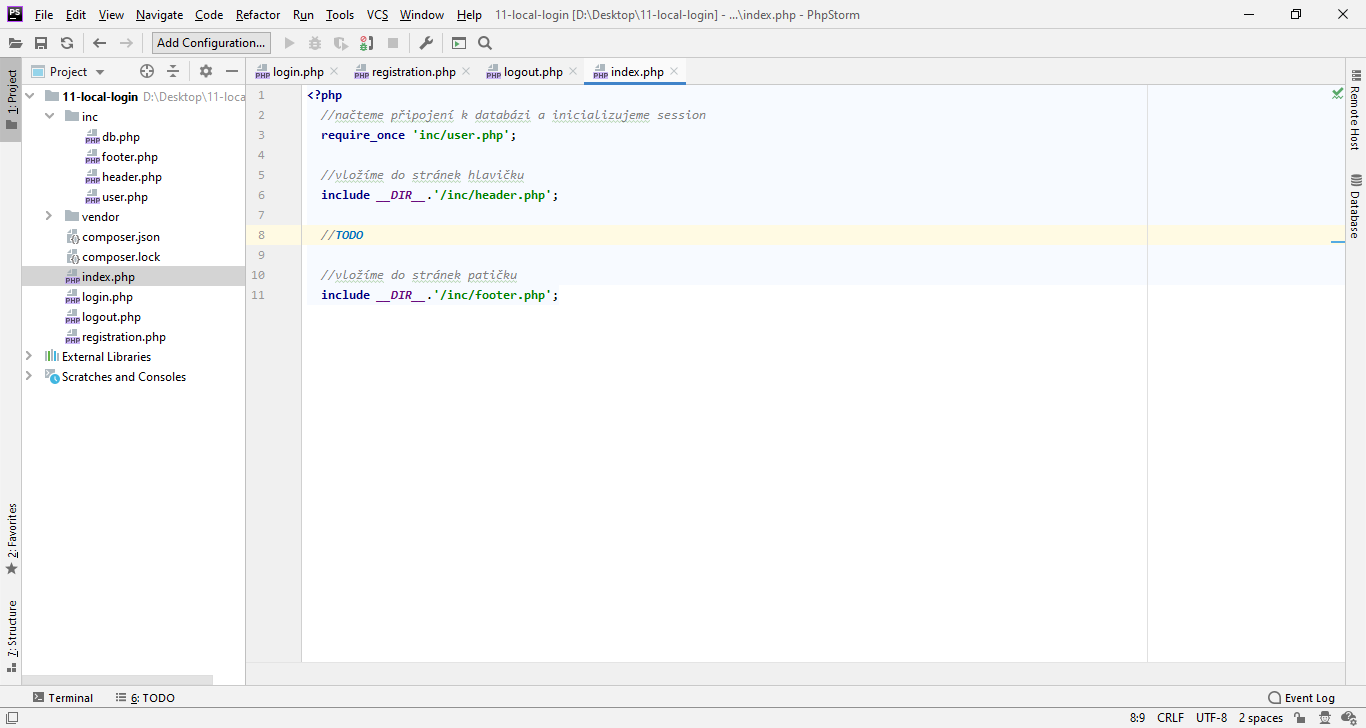 PS File Edit View Navigate Code Refactor Run Tools VCS Window Help 11-local-login [D:\Desktop\11-local-login] - ...\index.php - PhpStorm
Add Configuration...
1: Project
Project
login.php registration.php logout.php index.php
11-local-login D:\Desktop\11-loca
inc
db.php
footer.php
header.php
user.php
vendor
composer.json
composer.lock
index.php
login.php
logout.php
registration.php
External Libraries
Scratches and Consoles
1 <?php
2 //načteme připojení k databázi a inicializujeme session
3 require_once 'inc/user.php';
4
5 //vložíme do stránek hlavičku
6 include __DIR__.'/inc/header.php';
7
8 //TODO
9
10 //vložíme do stránek patičku
11 include __DIR__.'/inc/footer.php';
Remote Host
Database
2: Favorites
7: Structure
Terminal 6: TODO Event Log
8:9 CRLF UTF-8 2 spaces